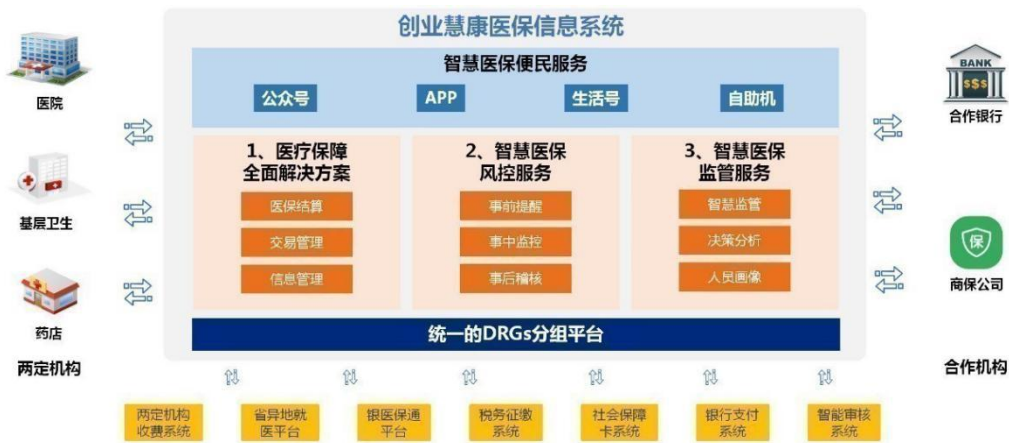 创业慧康医保信息系统
智慧医保便民服务
公众号
APP
生活号
自助机
医院
基层卫生
药店
两定机构
1、医疗保障
全面解决方案
医保结算
交易管理
信息管理
2、智慧医保
风控服务
事前提醒
事中监控
事后稽核
3、智慧医保
监管服务
智慧监管
决策分析
人员画像
BANK
$$$
合作银行
保
商保公司
合作机构
统一的DRGs分组平台
两定机构
收费系统
省异地就
医平台
银医保通
平台
税务征缴
系统
社会保障
卡系统
银行支付
系统
智能审核
系统